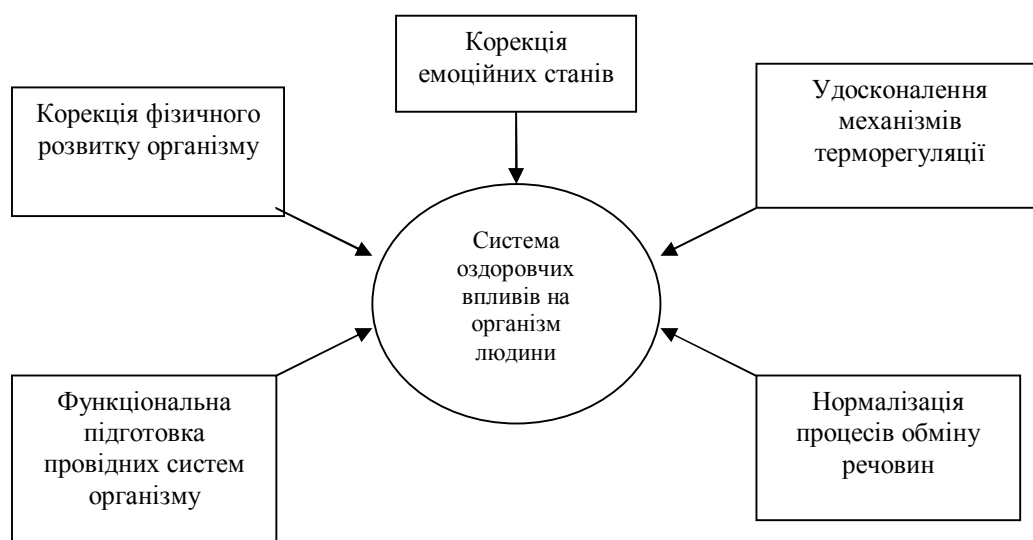 Корекція
емоційних станів
Корекція фізичного
розвитку організму
Удосконалення
механізмів
терморегуляції
Система
оздоровчих
впливів на
організм
людини
Функціональна
підготовка
провідних систем
організму
Нормалізація
процесів обміну
речовин